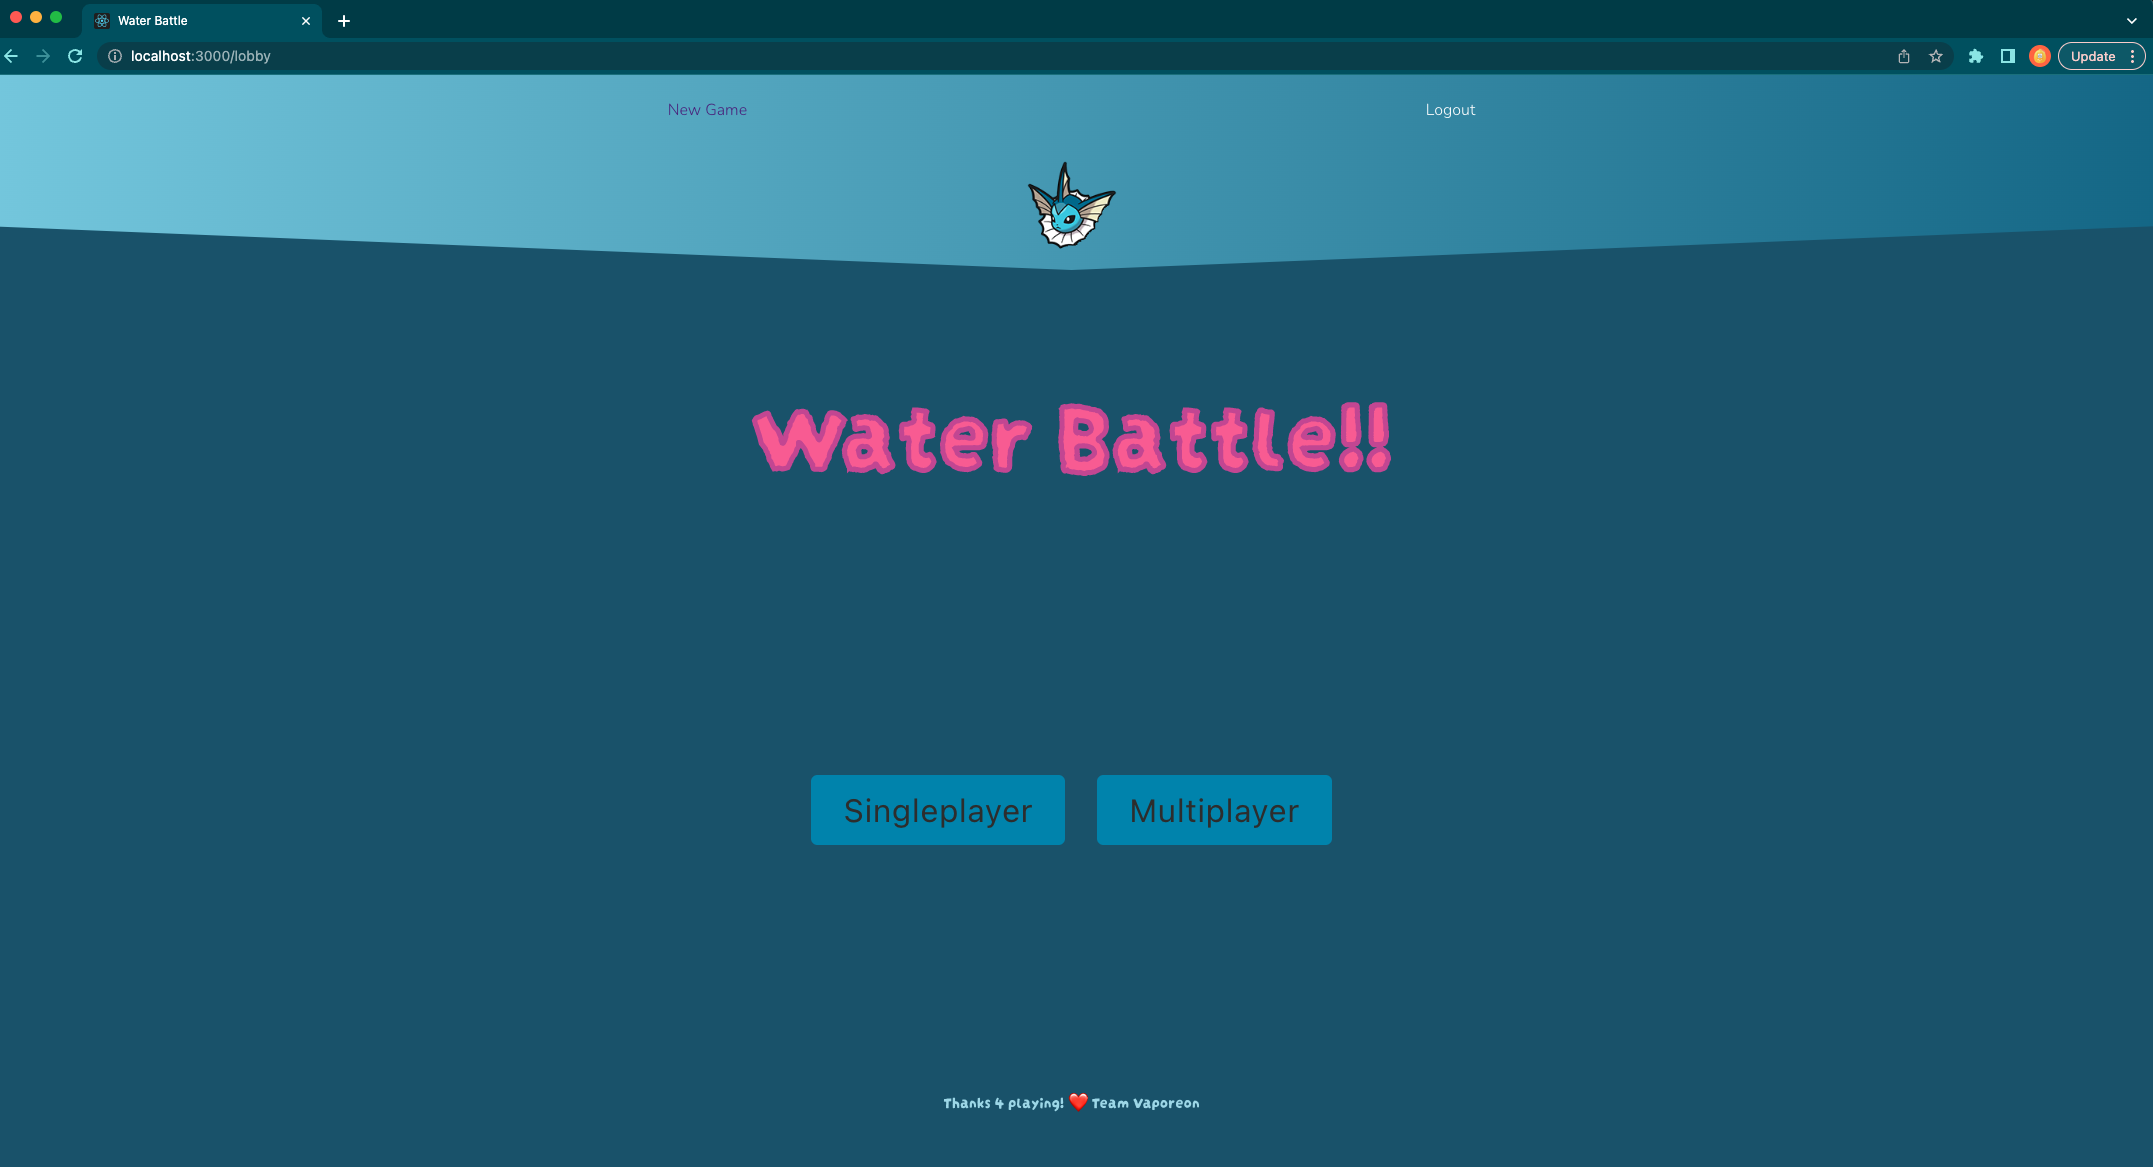 Water Battle
localhost:3000/lobby
Update
New Game
Logout
Water Battle!!
Singleplayer
Multiplayer
Thanks 4 playing! ❤️ Team Vaporeon